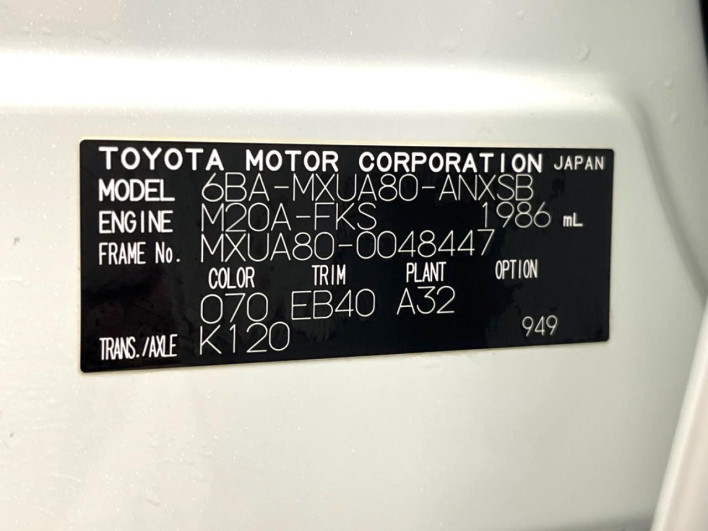 TOYOTA MOTOR CORPORATION JAPAN
MODEL 6BA-MXUA80-ANXSB
ENGINE M20A-FKS 1986 mL
FRAME No. MXUA80-0048447
COLOR TRIM PLANT OPTION
070 EB40 A32
TRANS./AXLE K120 949